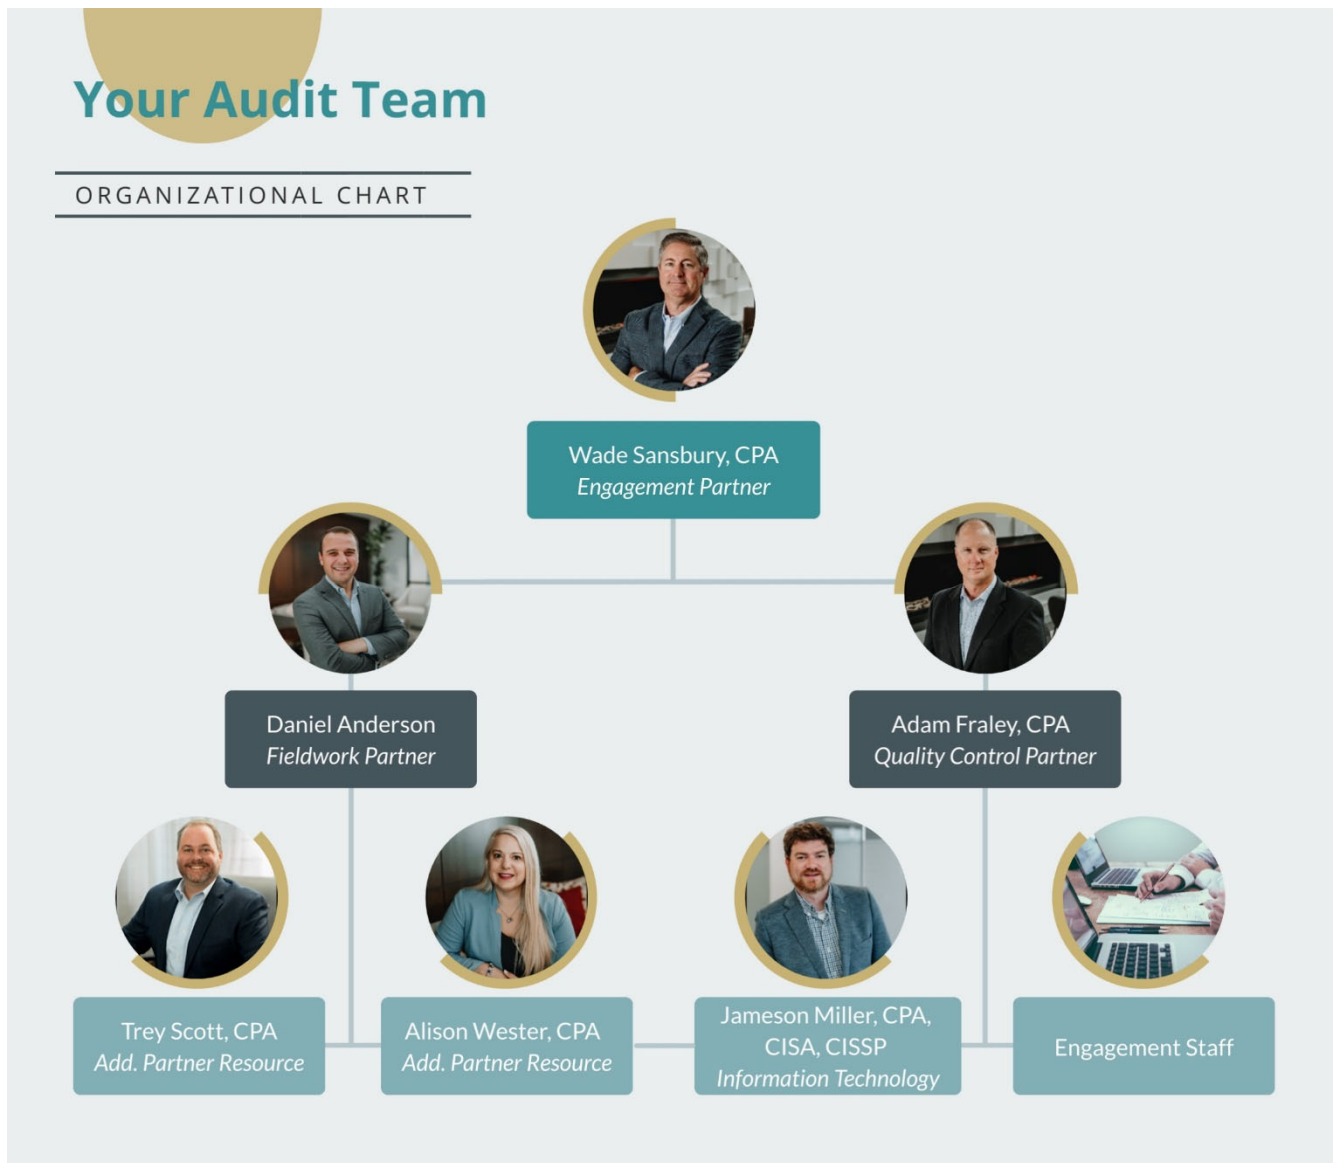 Your Audit Team
ORGANIZATIONAL CHART
Wade Sansbury, CPA
Engagement Partner
Daniel Anderson
Fieldwork Partner
Adam Fraley, CPA
Quality Control Partner
Trey Scott, CPA
Add. Partner Resource
Alison Wester, CPA
Add. Partner Resource
Jameson Miller, CPA,
CISA, CISSP
Information Technology
Engagement Staff